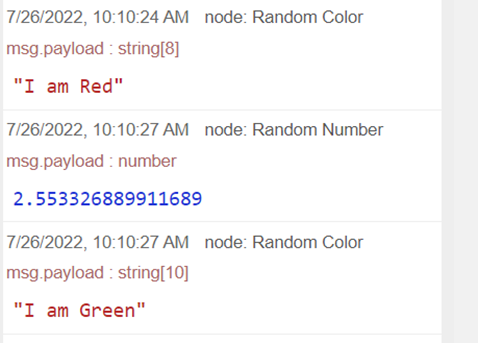 7/26/2022, 10:10:24 AM node: Random Color
msg.payload : string[8]
"I am Red"
7/26/2022, 10:10:27 AM node: Random Number
msg.payload : number
2.553326889911689
7/26/2022, 10:10:27 AM node: Random Color
msg.payload : string[10]
"I am Green"